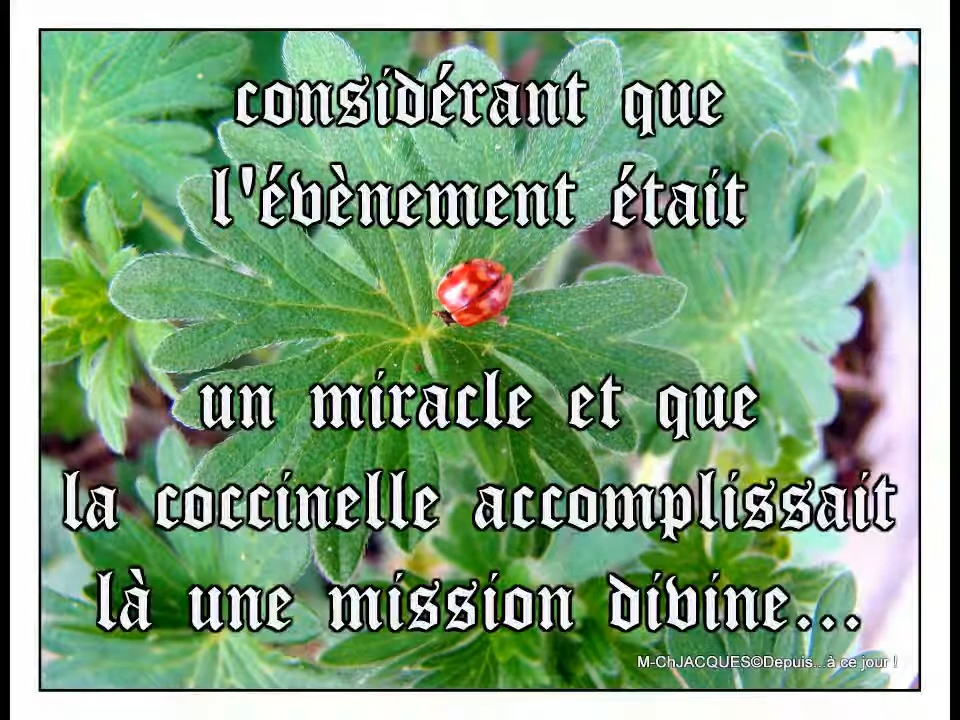 considérant que
l'évènement était
un miracle et que
la coccinelle accomplissait
là une mission divine...
M-ChJACQUES©Depuis...à ce jour !